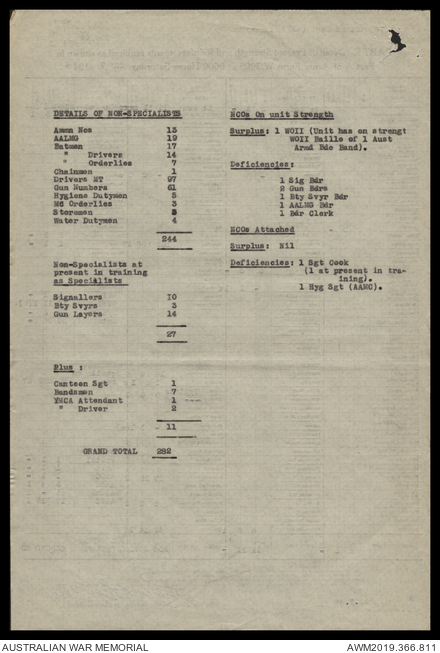 DETAILS OF NON-SPECIALISTS
Ammn Nos 13
AALMG 19
Batmen 17
" Drivers 14
" Orderlies 7
Chainmen 1
Drivers MT 97
Gun Numbers 61
Hygiene Dutymen 5
MO Orderlies 3
Storemen
Water Dutymen 4
244
Non-Specialists at
present in training
as Specialists
Signallers IO
Bty Svyrs 3
Gun Layers 14
27
Plus :
Canteen Sgt 1
Bandsmen 7
YMCA Attendant 1
" Driver 2
11
GRAND TOTAL 282
NCOs On unit Strength
Surplus: 1 WOII (Unit has on strengt
WOII Baille of 1 Aust
Armd Bde Band).
Deficiencies:
1 Sig Bdr
2 Gun Bdrs
1 Bty Svyr Bdr
1 AALMG Bdr
1 Bdr Clerk
NCOs Attached
Surplus: Nil
Deficiencies: 1 Sgt Cook
(1 at present in tra-
ining).
1 Hyg Sgt (AAMC).
AUSTRALIAN WAR MEMORIAL
AWM2019.366.811